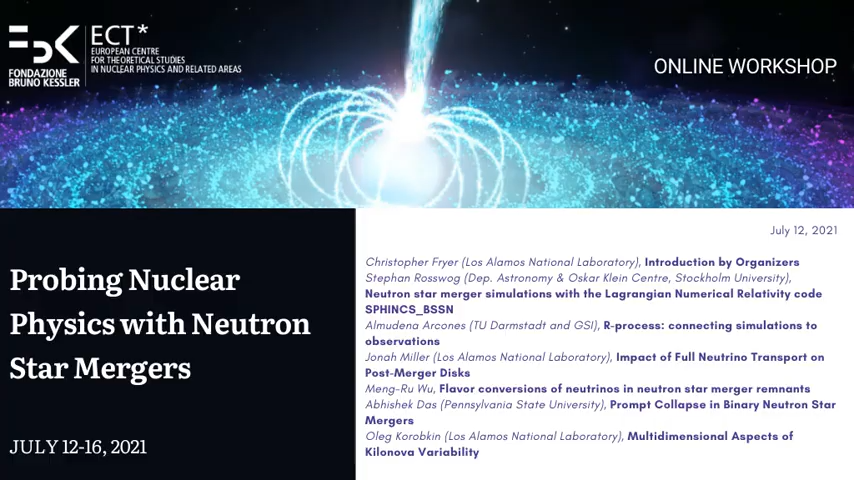 FONDAZIONE
BRUNO KESSLER
ECT*
EUROPEAN CENTRE
FOR THEORETICAL STUDIES
IN NUCLEAR PHYSICS AND RELATED AREAS
ONLINE WORKSHOP
Probing Nuclear
Physics with Neutron
Star Mergers
JULY 12-16, 2021
July 12, 2021
Christopher Fryer (Los Alamos National Laboratory), Introduction by Organizers
Stephan Rosswog (Dep. Astronomy & Oskar Klein Centre, Stockholm University),
Neutron star merger simulations with the Lagrangian Numerical Relativity code
SPHINCS_BSSN
Almudena Arcones (TU Darmstadt and GSI), R-process: connecting simulations to
observations
Jonah Miller (Los Alamos National Laboratory), Impact of Full Neutrino Transport on
Post-Merger Disks
Meng-Ru Wu, Flavor conversions of neutrinos in neutron star merger remnants
Abhishek Das (Pennsylvania State University), Prompt Collapse in Binary Neutron Star
Mergers
Oleg Korobkin (Los Alamos National Laboratory), Multidimensional Aspects of
Kilonova Variability